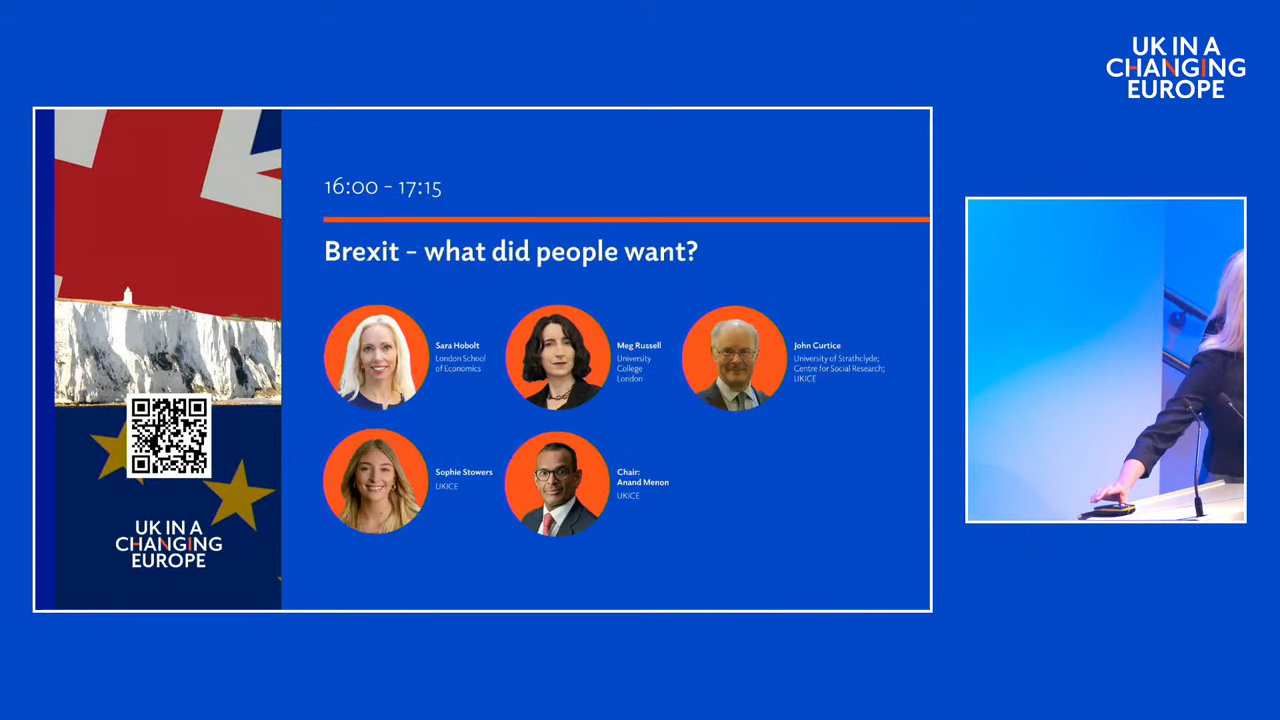 UK IN A
CHANGING
EUROPE
16:00 - 17:15
Brexit - what did people want?
Sara Hobolt
London School
of Economics
Meg Russell
University
College
London
John Curtice
University of Strathclyde;
Centre for Social Research;
UKICE
Sophie Stowers
UKICE
Chair:
Anand Menon
UKICE
UK IN A
CHANGING
EUROPE